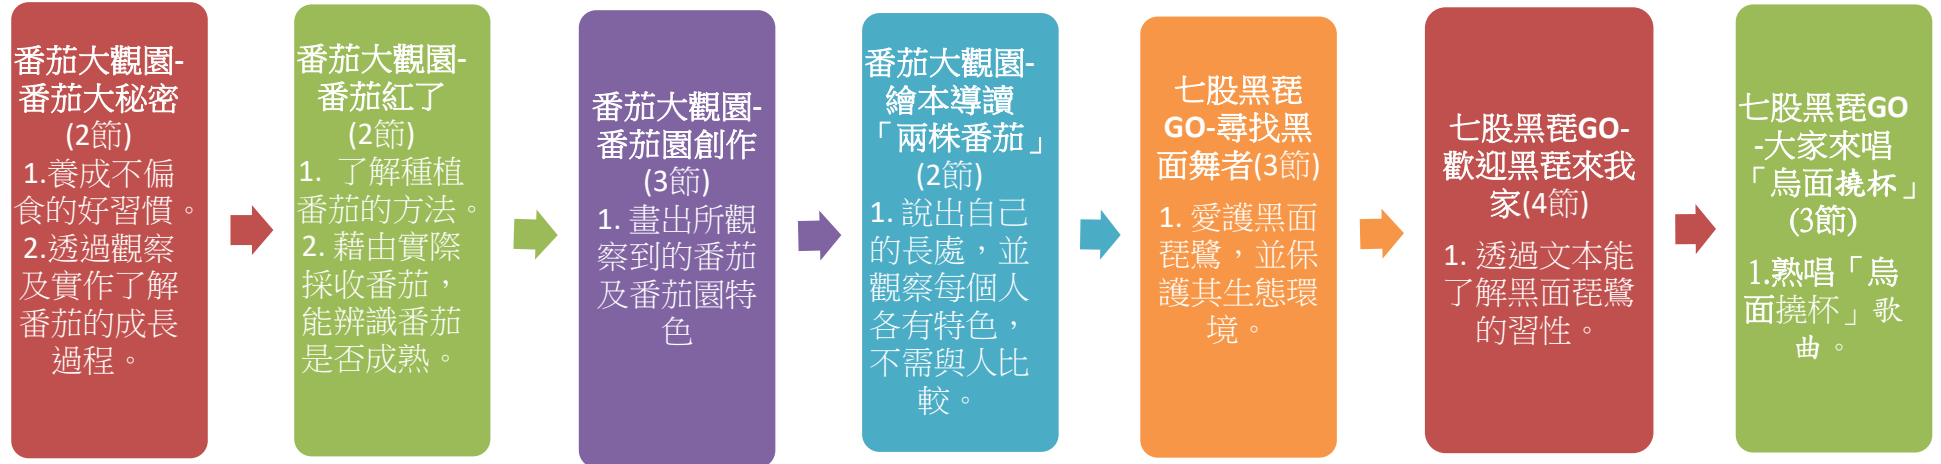 番茄大觀園-
番茄大秘密
(2節)
1.養成不偏
食的好習慣。
2.透過觀察
及實作了解
番茄的成長
過程。
番茄大觀園-
番茄紅了
(2節)
1. 了解種植
番茄的方法。
2. 藉由實際
採收番茄，
能辨識番茄
是否成熟。
番茄大觀園-
番茄園創作
(3節)
1. 畫出所觀
察到的番茄
及番茄園特
色
番茄大觀園-
繪本導讀
「兩株番茄」
(2節)
1. 說出自己
的長處，並
觀察每個人
各有特色，
不需與人比
較。
七股黑琵
GO-尋找黑
面舞者(3節)
1. 愛護黑面
琵鷺，並保
護其生態環
境。
七股黑琵GO-
歡迎黑琵來我
家(4節)
1. 透過文本能
了解黑面琵鷺
的習性。
七股黑琵GO
-大家來唱
「烏面撓杯」
(3節)
1.熟唱「烏
面撓杯」歌
曲。